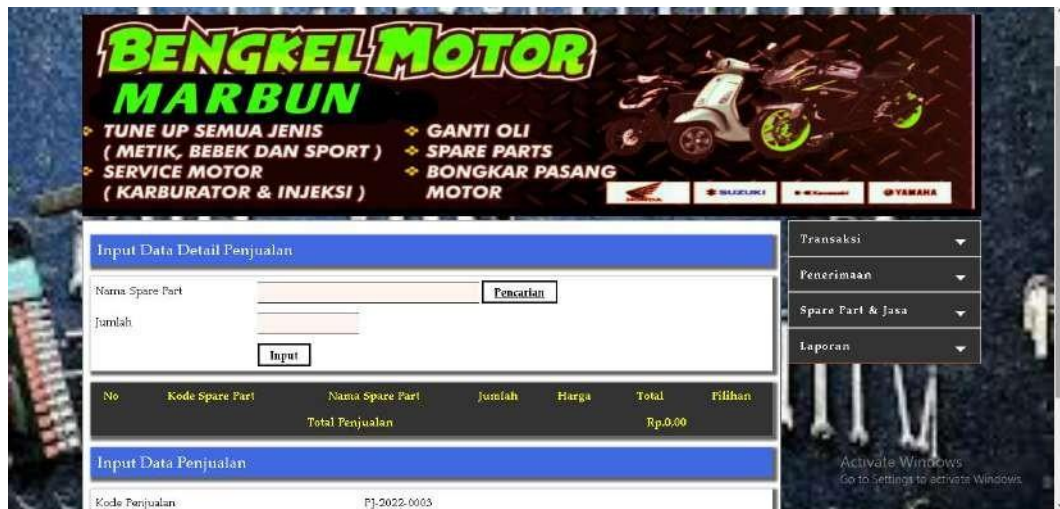 BENGKEL MOTOR
MARBUN
TUNE UP SEMUA JENIS
( METIK, BEBEK DAN SPORT )
SERVICE MOTOR
( KARBURATOR & INJEKSI )
GANTI OLI
SPARE PARTS
BONGKAR PASANG
MOTOR
HONDA
SUZUKI
Kawasaki
YAMAHA
Input Data Detail Penjualan
Nama Spare Part
Pencarian
Jumlah
Input
No Kode Spare Part Nama Spare Part Jumlah Harga Total Pilihan
Total Penjualan Rp.0,00
Input Data Penjualan
Kode Penjualan PJ-2022-0003
Transaksi
Penerimaan
Spare Part & Jasa
Laporan
Activate Windows
Go to Settings to activate Windows.